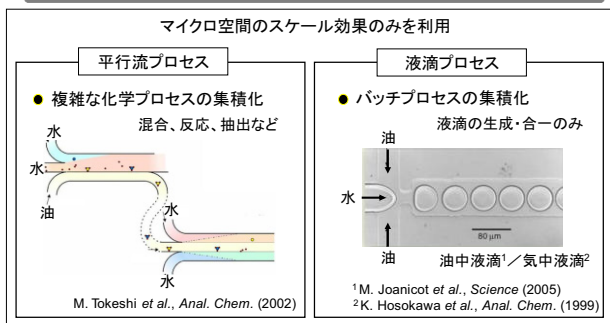 マイクロ空間のスケール効果のみを利用
平行流プロセス
● 複雑な化学プロセスの集積化
混合、反応、抽出など
水
水
油
水
水
M. Tokeshi et al., Anal. Chem. (2002)
液滴プロセス
● バッチプロセスの集積化
液滴の生成・合一のみ
油
水
油
80 μm
油中液滴1／気中液滴2
1 M. Joanicot et al., Science (2005)
2 K. Hosokawa et al., Anal. Chem. (1999)